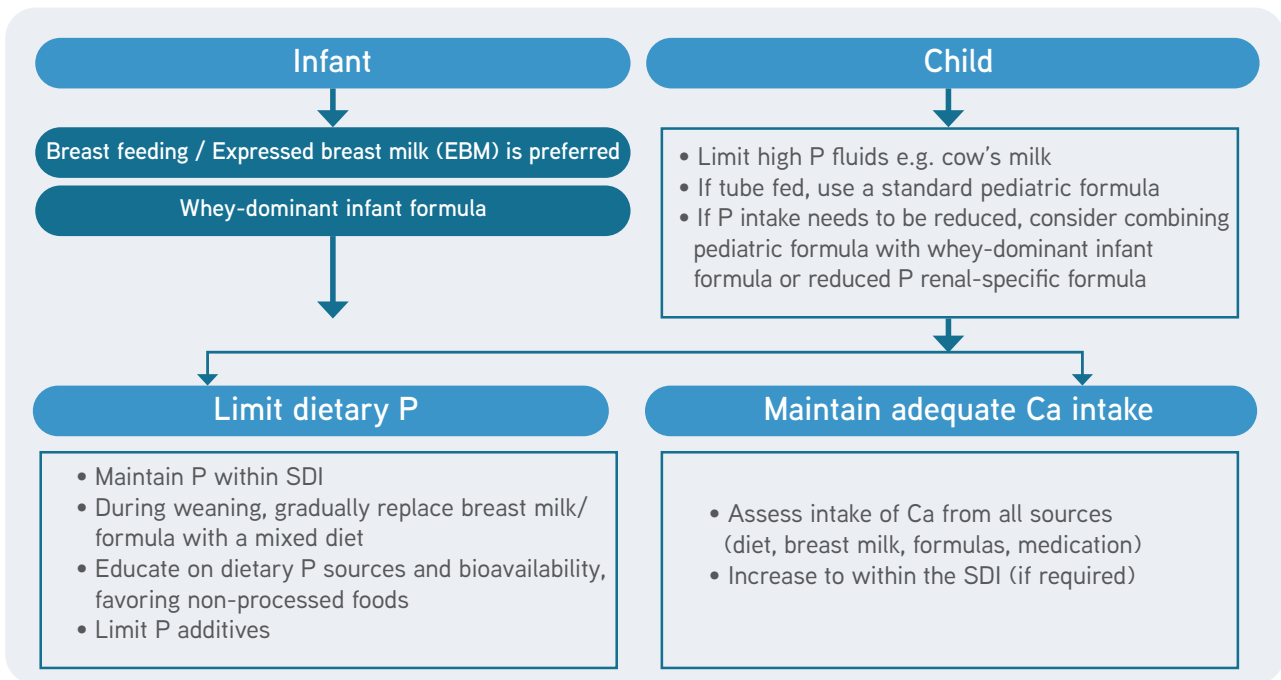 Infant
Breast feeding / Expressed breast milk (EBM) is preferred
Whey-dominant infant formula
Child
• Limit high P fluids e.g. cow's milk
• If tube fed, use a standard pediatric formula
• If P intake needs to be reduced, consider combining
pediatric formula with whey-dominant infant
formula or reduced P renal-specific formula
Limit dietary P
• Maintain P within SDI
• During weaning, gradually replace breast milk/
formula with a mixed diet
• Educate on dietary P sources and bioavailability,
favoring non-processed foods
• Limit P additives
Maintain adequate Ca intake
• Assess intake of Ca from all sources
(diet, breast milk, formulas, medication)
• Increase to within the SDI (if required)